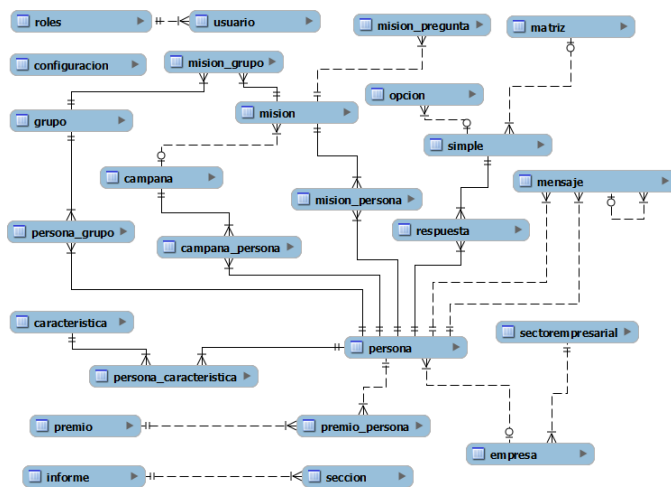 roles
usuario
mision_pregunta
matriz
configuracion
mision_grupo
opcion
grupo
mision
simple
campana
mensaje
mision_persona
persona_grupo
campana_persona
respuesta
caracteristica
sectorempresarial
persona
persona_caracteristica
premio
premio_persona
empresa
informe
seccion